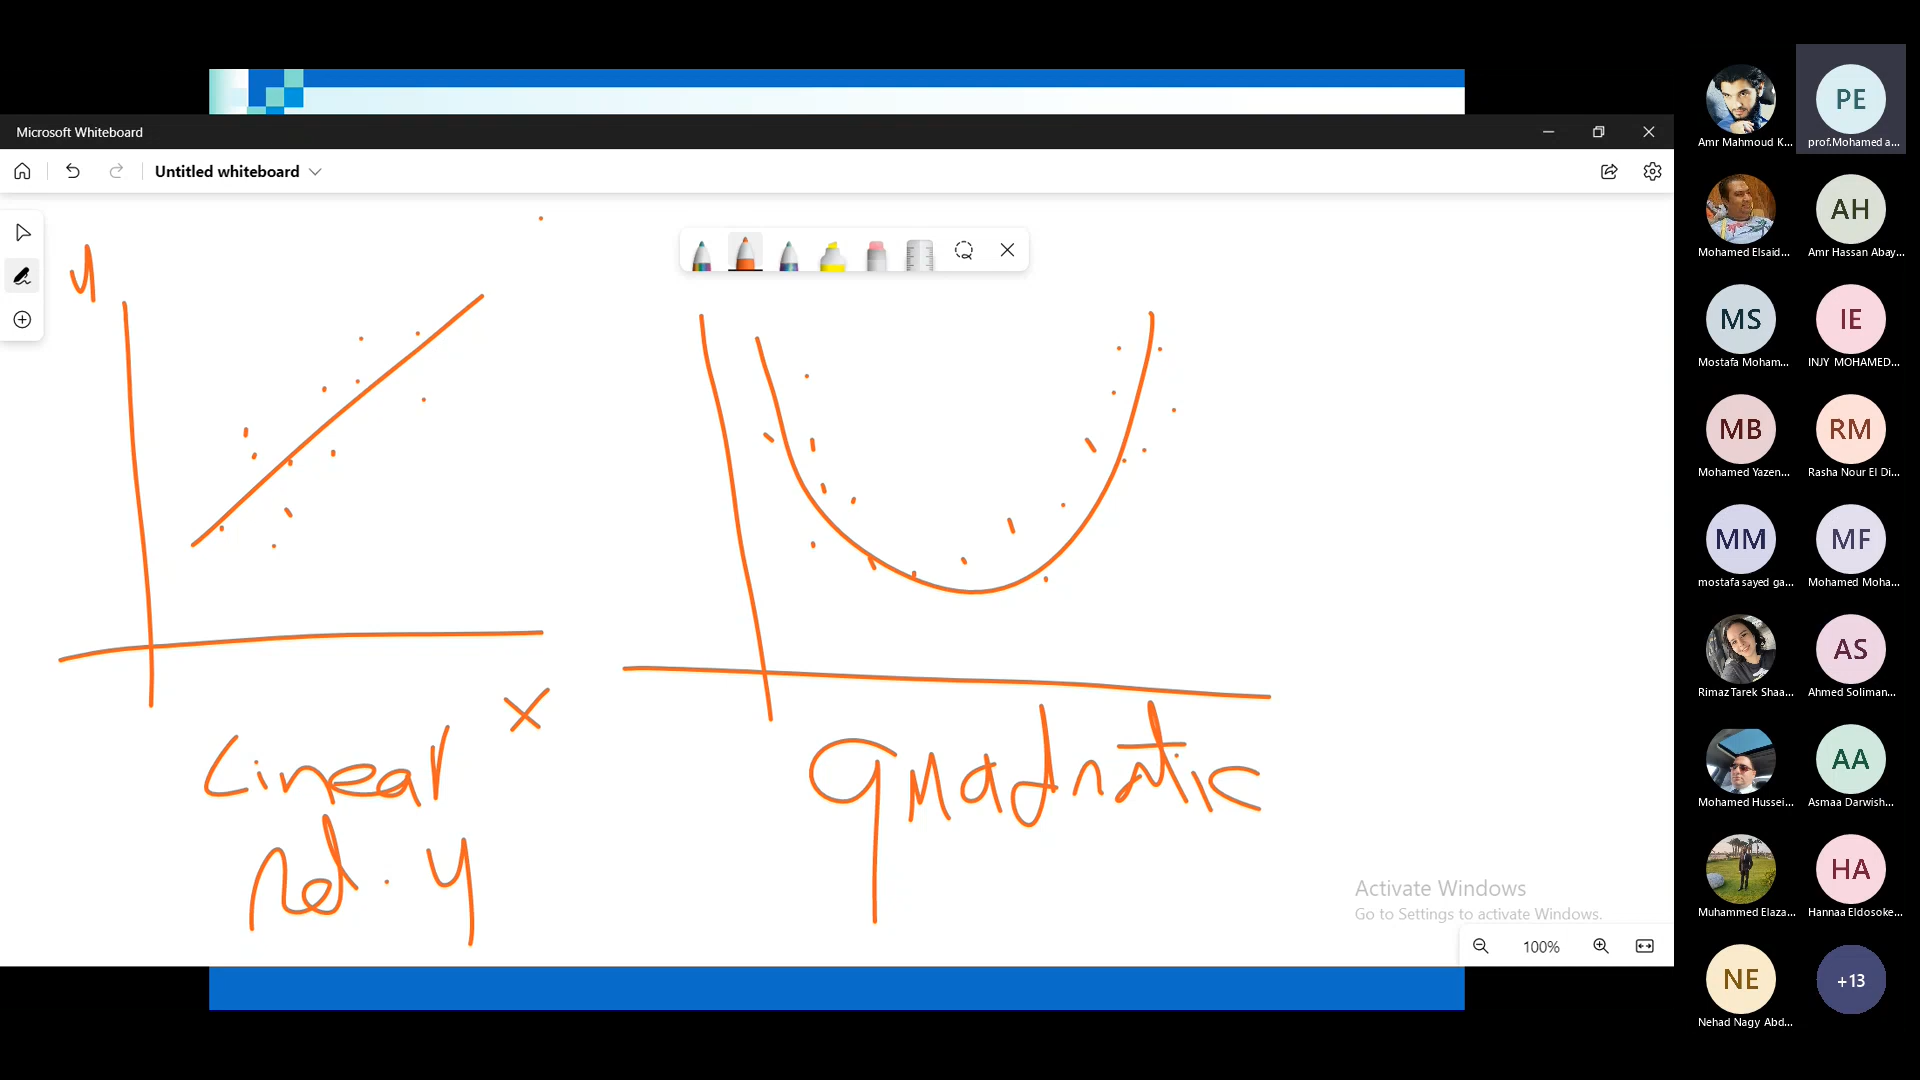 Microsoft Whiteboard
Untitled whiteboard
y
x
Linear
rel. y
quadratic
Activate Windows
Go to Settings to activate Windows.
100%
Amr Mahmoud K...
PE
prof.Mohamed a...
Mohamed Elsaid...
AH
Amr Hassan Abay...
MS
Mostafa Moham...
IE
INJY MOHAMED...
MB
Mohamed Yazen...
RM
Rasha Nour El Di...
MM
mostafa sayed ga...
MF
Mohamed Moha...
Rimaz Tarek Shaa...
AS
Ahmed Soliman...
Mohamed Hussei...
AA
Asmaa Darwish...
Muhammed Elaza...
HA
Hannaa Eldosoke...
NE
Nehad Nagy Abd...
+13